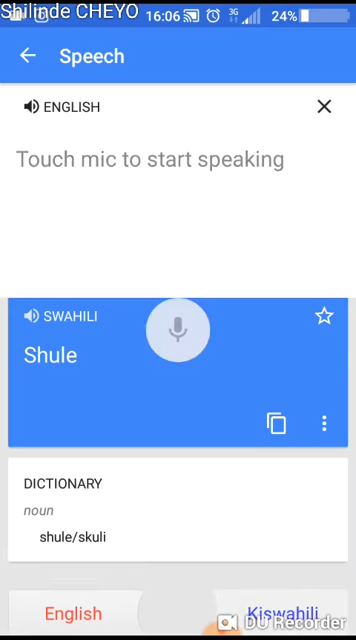 Shilinde CHEYO 16:06 3G 24%
Speech
ENGLISH
Touch mic to start speaking
SWAHILI
Shule
DICTIONARY
noun
shule/skuli
English Kiswahili
DU Recorder